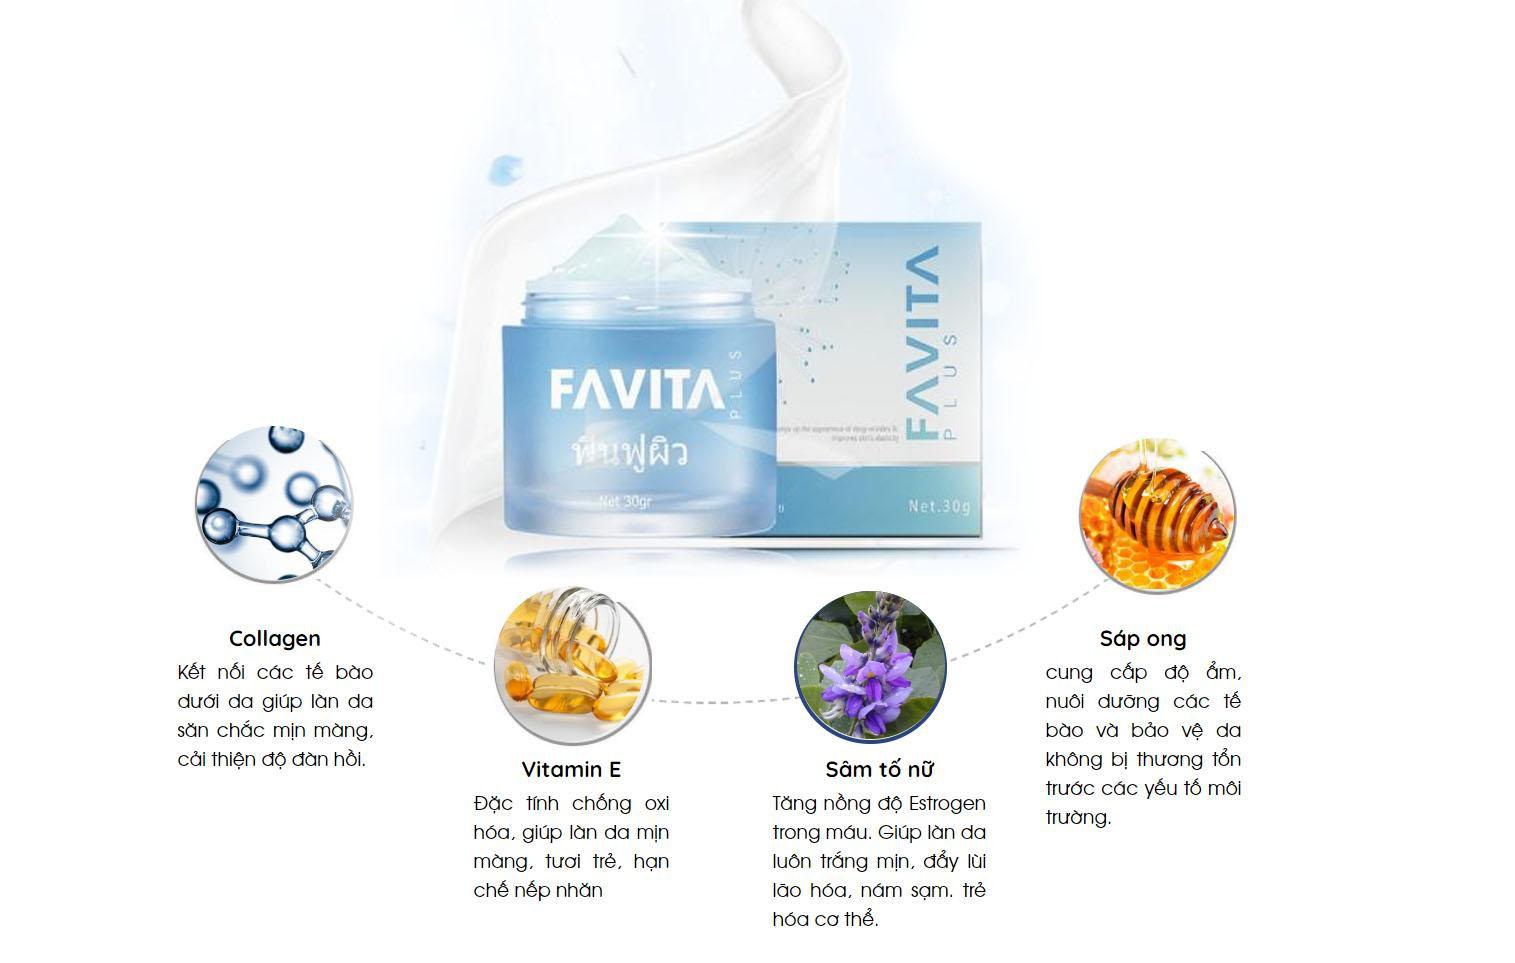 FAVITA
PLUS
ฟื้นฟูผิว
Net 30gr
FAVITA
PLUS
Net.30g
Collagen
Kết nối các tế bào
dưới da giúp làn da
săn chắc mịn màng,
cải thiện độ đàn hồi.
Vitamin E
Đặc tính chống oxi
hóa, giúp làn da mịn
màng, tươi trẻ, hạn
chế nếp nhăn
Sâm tố nữ
Tăng nồng độ Estrogen
trong máu. Giúp làn da
luôn trắng mịn, đẩy lùi
lão hóa, nám sạm. trẻ
hóa cơ thể.
Sáp ong
cung cấp độ ẩm,
nuôi dưỡng các tế
bào và bảo vệ da
không bị thương tổn
trước các yếu tố môi
trường.